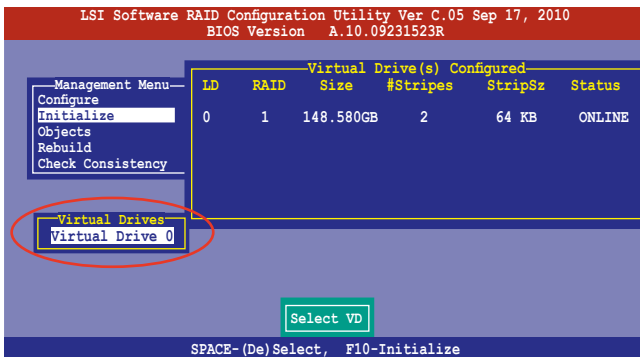 LSI Software RAID Configuration Utility Ver C.05 Sep 17, 2010
BIOS Version A.10.09231523R
Virtual Drive(s) Configured
LD RAID Size #Stripes StripSz Status
0 1 148.580GB 2 64 KB ONLINE
Management Menu
Configure
Initialize
Objects
Rebuild
Check Consistency
Virtual Drives
Virtual Drive 0
Select VD
SPACE-(De)Select, F10-Initialize